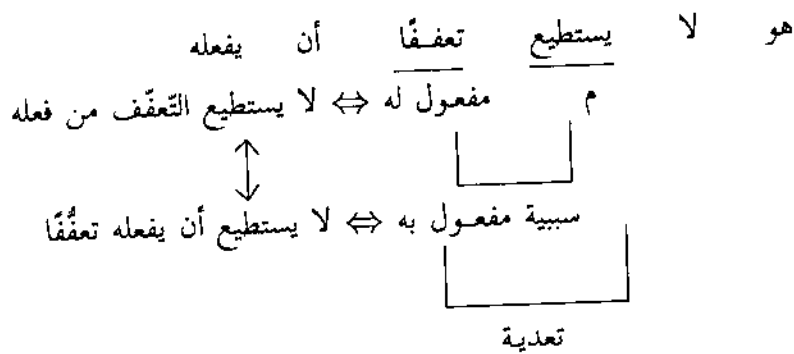 هو لا يستطيع تعففًا أن يفعله
م مفعول له ⇔ لا يستطيع التّعفّف من فعله
سببية مفعول به ⇔ لا يستطيع أن يفعله تعفُّفًا
تعدية